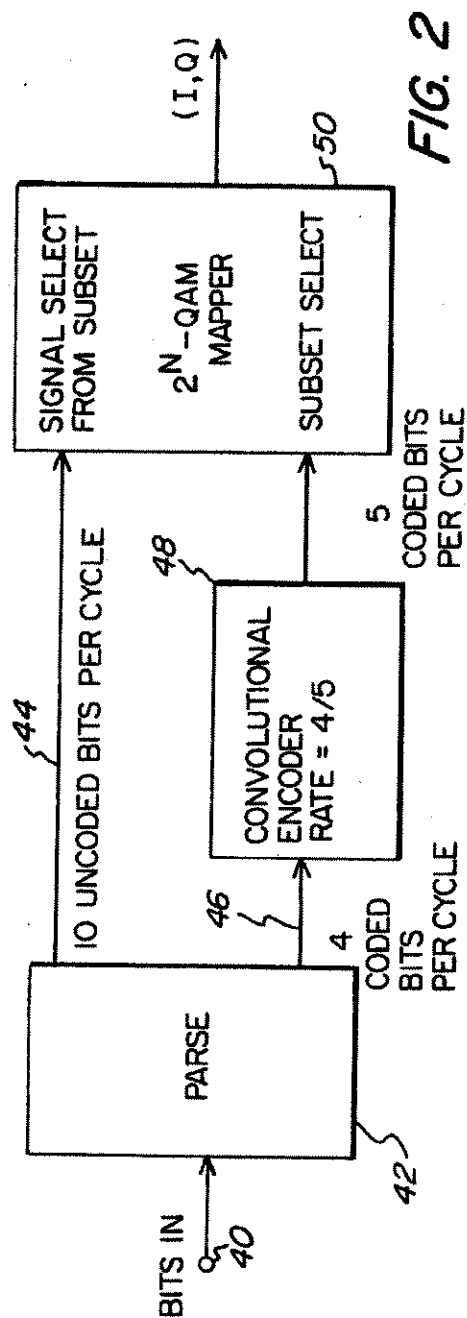 BITS IN
40
PARSE
42
44
10 UNCODED BITS PER CYCLE
46
4
CODED
BITS
PER CYCLE
48
CONVOLUTIONAL
ENCODER
RATE = 4/5
5
CODED BITS
PER CYCLE
SIGNAL SELECT
FROM SUBSET
2^N-QAM
MAPPER
SUBSET SELECT
50
(I,Q)
FIG. 2